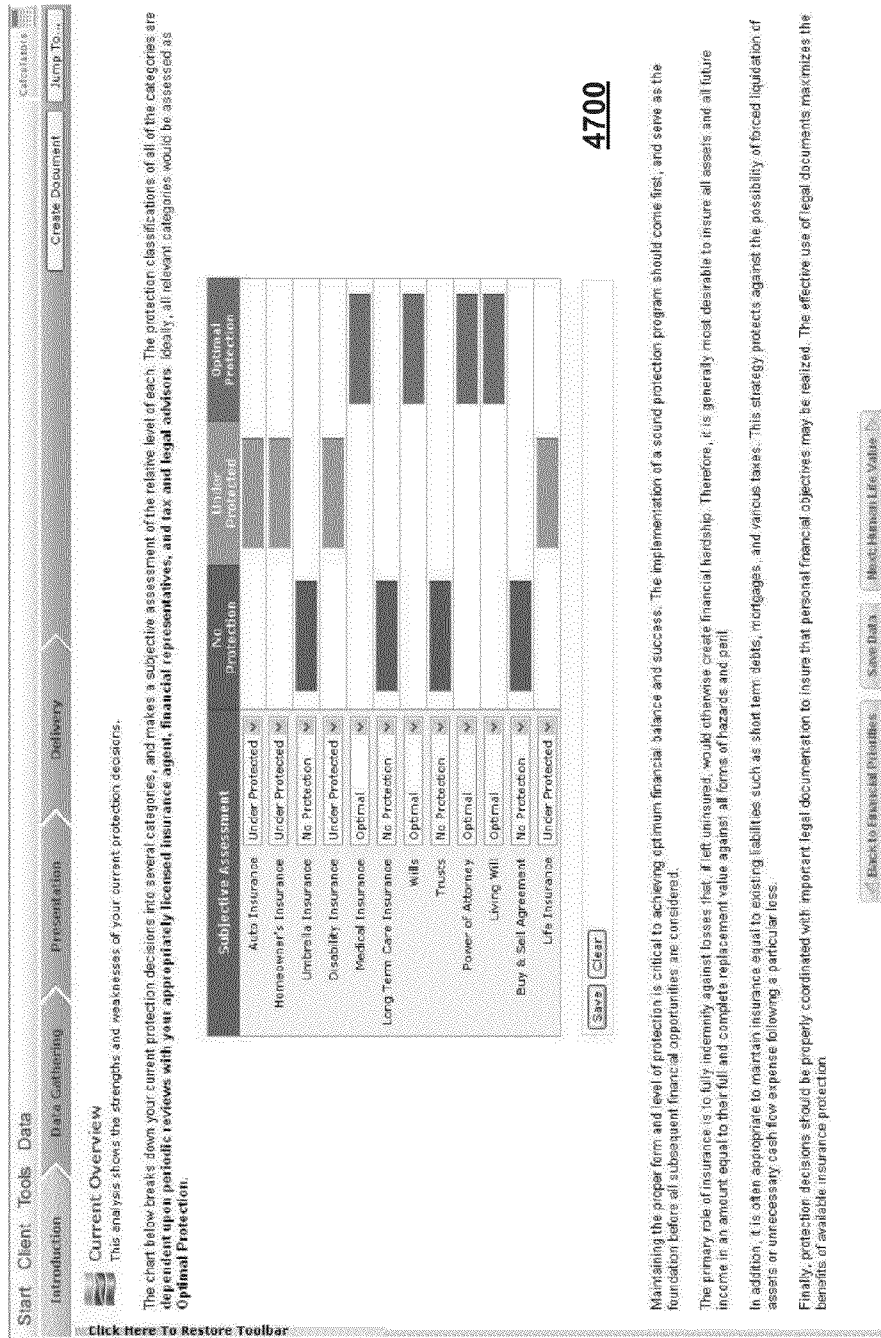 Start Client Tools Data
Calculators
Introduction
Data Gathering
Presentation
Delivery
Create Document
Jump To...
Click Here To Restore Toolbar
Current Overview
This analysis shows the strengths and weaknesses of your current protection decisions.
The chart below breaks down your current protection decisions into several categories, and makes a subjective assessment of the relative level of each. The protection classifications of all of the categories are
dependent upon periodic reviews with your appropriately licensed insurance agent, financial representatives, and tax and legal advisors. Ideally, all relevant categories would be assessed as
Optimal Protection.
Subjective Assessment
No Protection
Under Protected
Optimal Protection
Auto Insurance Under Protected
Homeowner's Insurance Under Protected
Umbrella Insurance No Protection
Disability Insurance Under Protected
Medical Insurance Optimal
Long Term Care Insurance No Protection
Wills Optimal
Trusts No Protection
Power of Attorney Optimal
Living Will Optimal
Buy & Sell Agreement No Protection
Life Insurance Under Protected
Save Clear
4700
Maintaining the proper form and level of protection is critical to achieving optimum financial balance and success. The implementation of a sound protection program should come first, and serve as the
foundation before all subsequent financial opportunities are considered.
The primary role of insurance is to fully indemnify against losses that, if left uninsured, would otherwise create financial hardship. Therefore, it is generally most desirable to insure all assets and all future
income in an amount equal to their full and complete replacement value against all forms of hazards and peril.
In addition, it is often appropriate to maintain insurance equal to existing liabilities such as short term debts, mortgages, and various taxes. This strategy protects against the possibility of forced liquidation of
assets or unnecessary cash flow expense following a particular loss.
Finally, protection decisions should be properly coordinated with important legal documentation to insure that personal financial objectives may be realized. The effective use of legal documents maximizes the
benefits of available insurance protection.
Back to Financial Priorities
Save Data
Next: Human Life Value